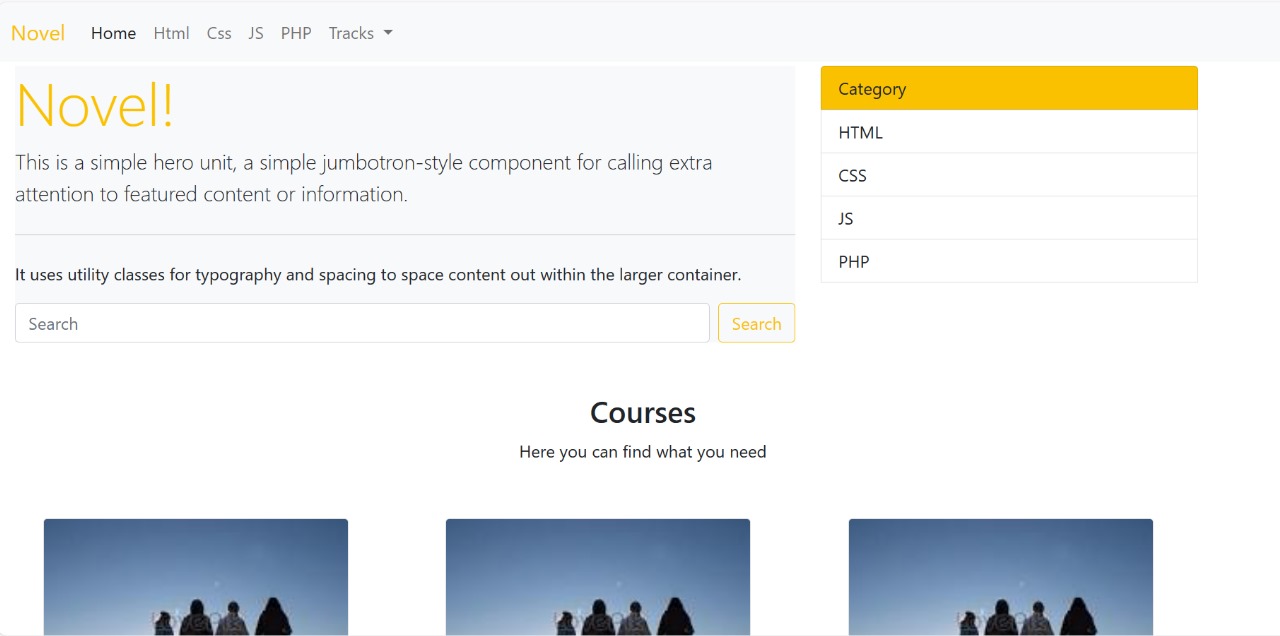 Novel Home Html Css JS PHP Tracks
Novel!
This is a simple hero unit, a simple jumbotron-style component for calling extra
attention to featured content or information.
It uses utility classes for typography and spacing to space content out within the larger container.
Search Search
Category
HTML
CSS
JS
PHP
Courses
Here you can find what you need